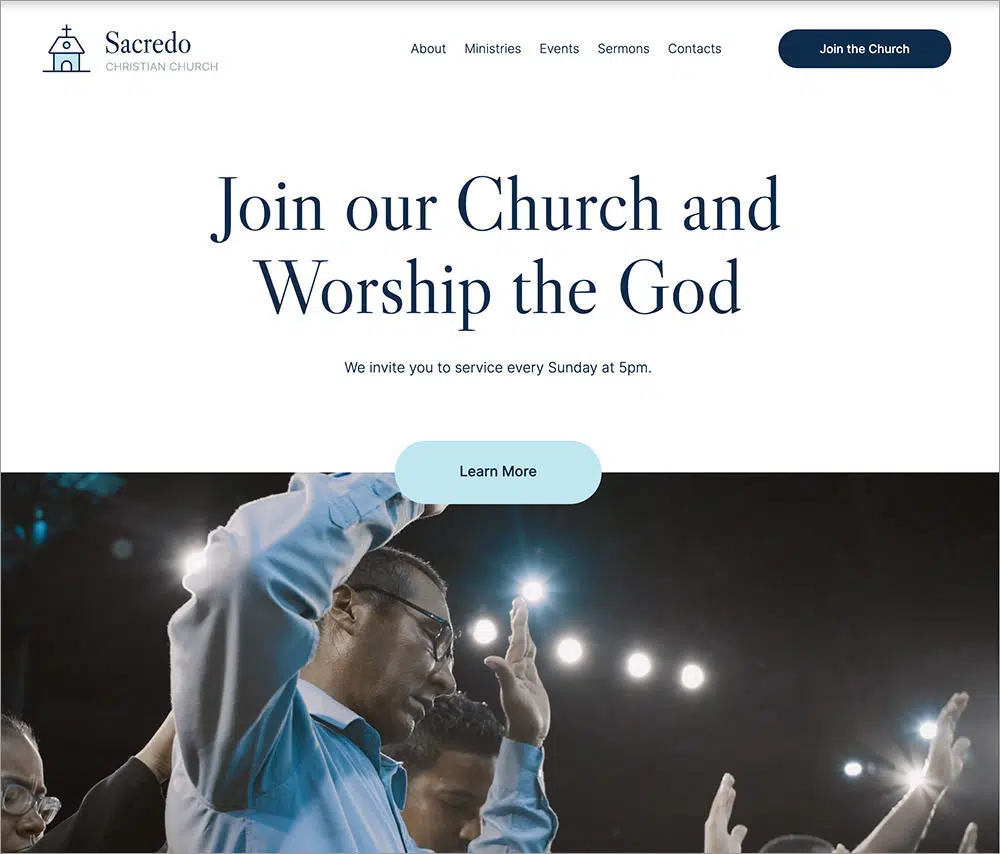 Sacredo
CHRISTIAN CHURCH
About Ministries Events Sermons Contacts
Join the Church
Join our Church and
Worship the God
We invite you to service every Sunday at 5pm.
Learn More